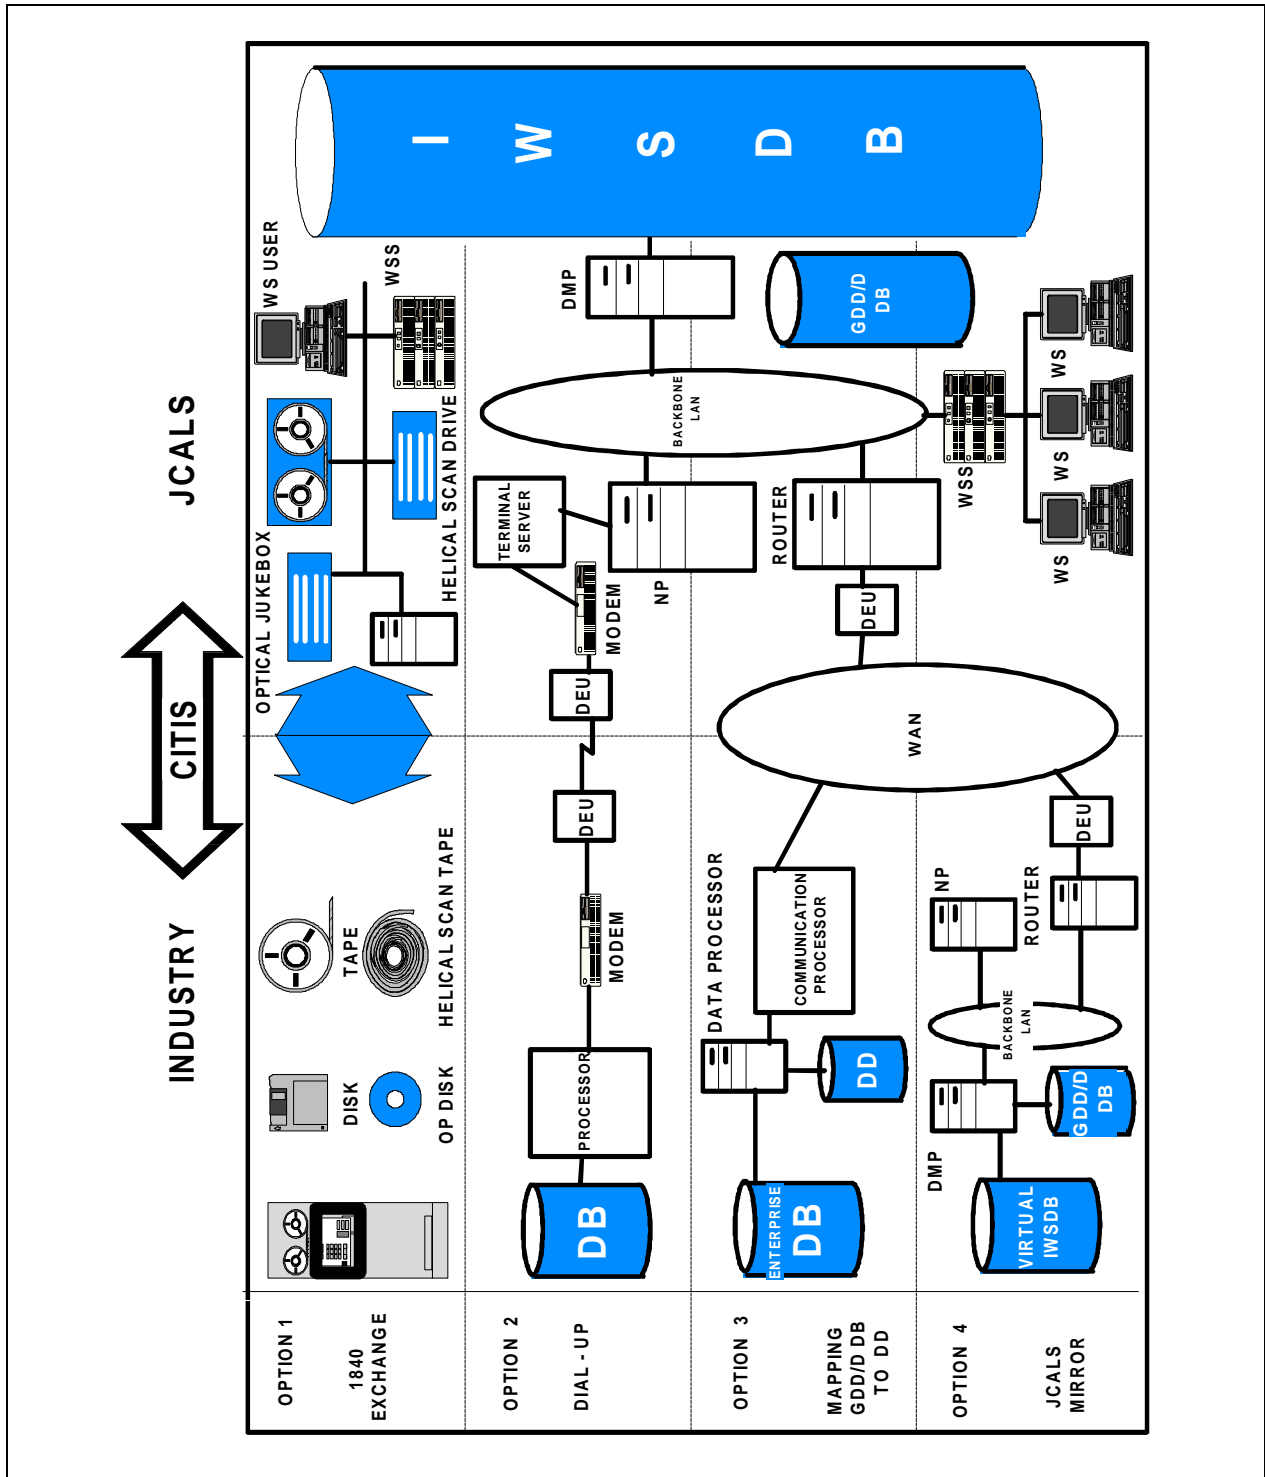 INDUSTRY
CITIS
JCALS
OPTION 1
1840
EXCHANGE
DISK
OP DISK
TAPE
HELICAL SCAN TAPE
OPTICAL JUKEBOX
HELICAL SCAN DRIVE
WS USER
WSS
OPTION 2
DIAL - UP
DB
PROCESSOR
MODEM
DEU
DEU
MODEM
TERMINAL
SERVER
NP
BACKBONE
LAN
DMP
IWSDB
OPTION 3
MAPPING
GDD/D DB
TO DD
ENTERPRISE
DB
DATA PROCESSOR
DD
COMMUNICATION
PROCESSOR
WAN
DEU
ROUTER
GDD/D
DB
OPTION 4
JCALS
MIRROR
VIRTUAL
IWSDB
DMP
GDD/D
DB
BACKBONE
LAN
NP
ROUTER
DEU
WSS
WS
WS
WS